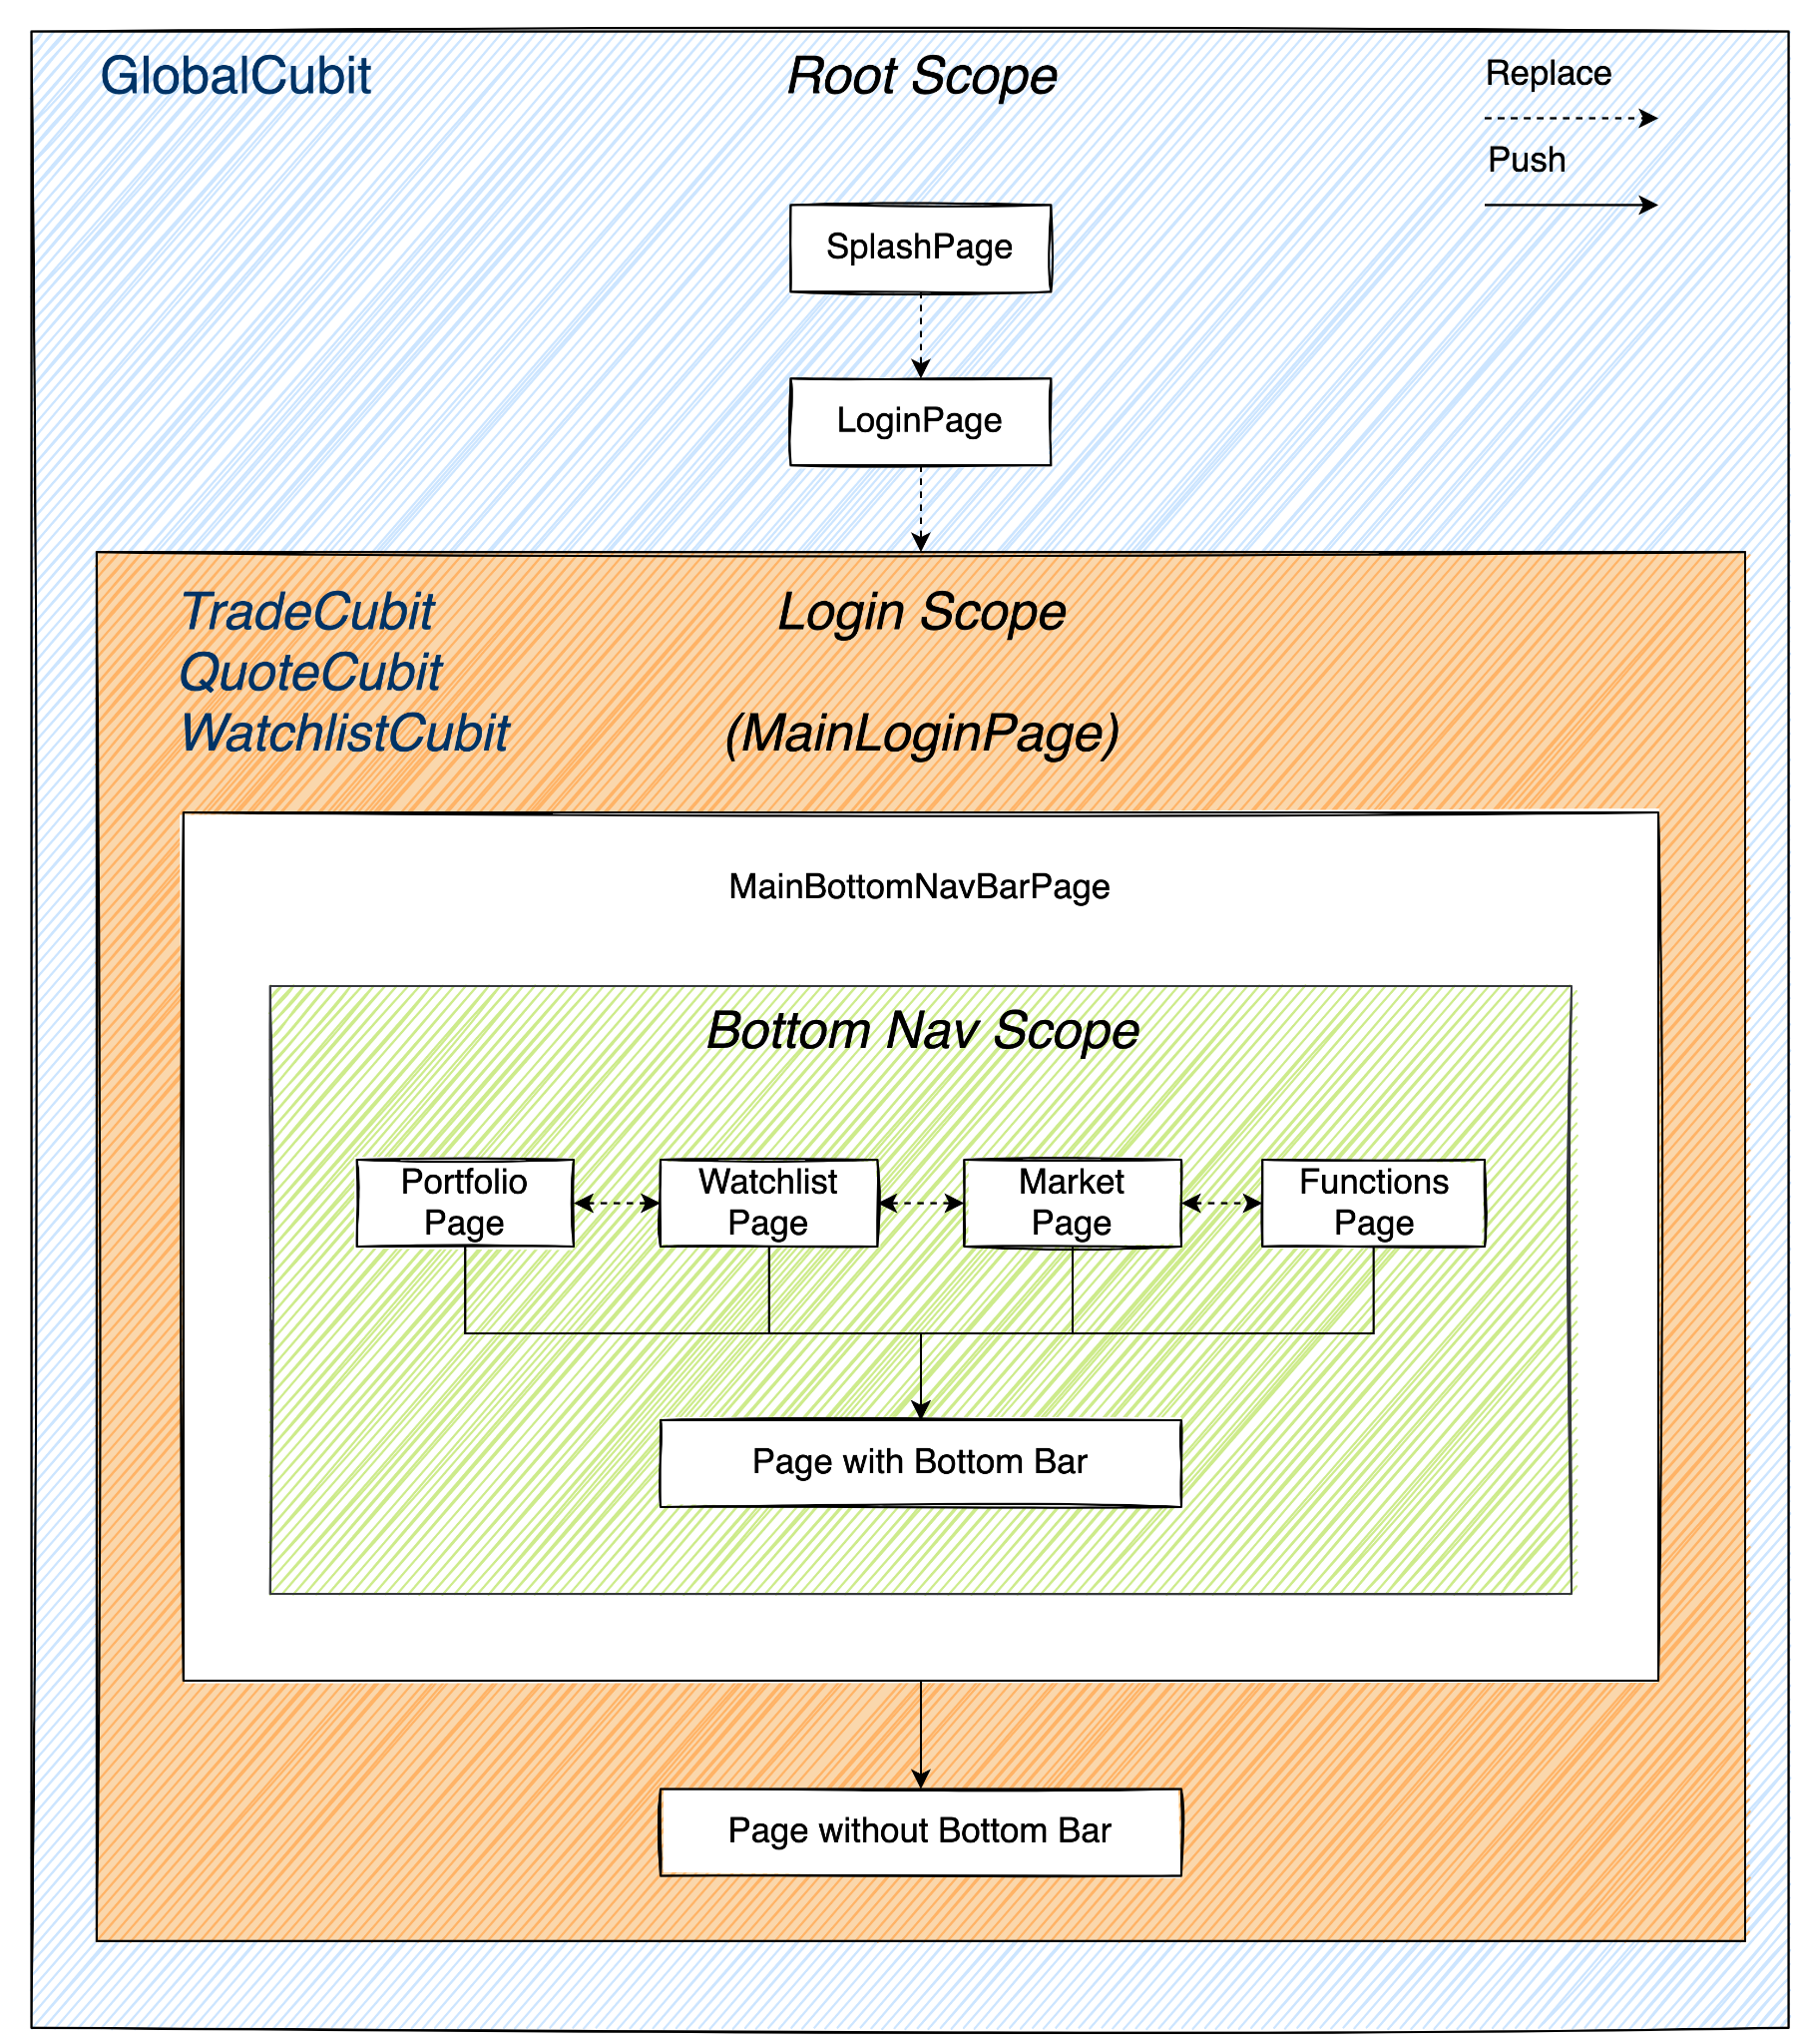 GlobalCubit
Root Scope
Replace
Push
SplashPage
LoginPage
TradeCubit
QuoteCubit
WatchlistCubit
Login Scope
(MainLoginPage)
MainBottomNavBarPage
Bottom Nav Scope
Portfolio
Page
Watchlist
Page
Market
Page
Functions
Page
Page with Bottom Bar
Page without Bottom Bar